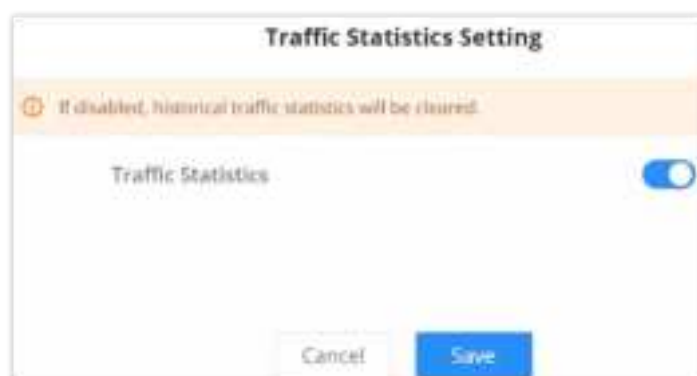 Traffic Statistics Setting
If disabled, historical traffic statistics will be cleared.
Traffic Statistics
Cancel
Save